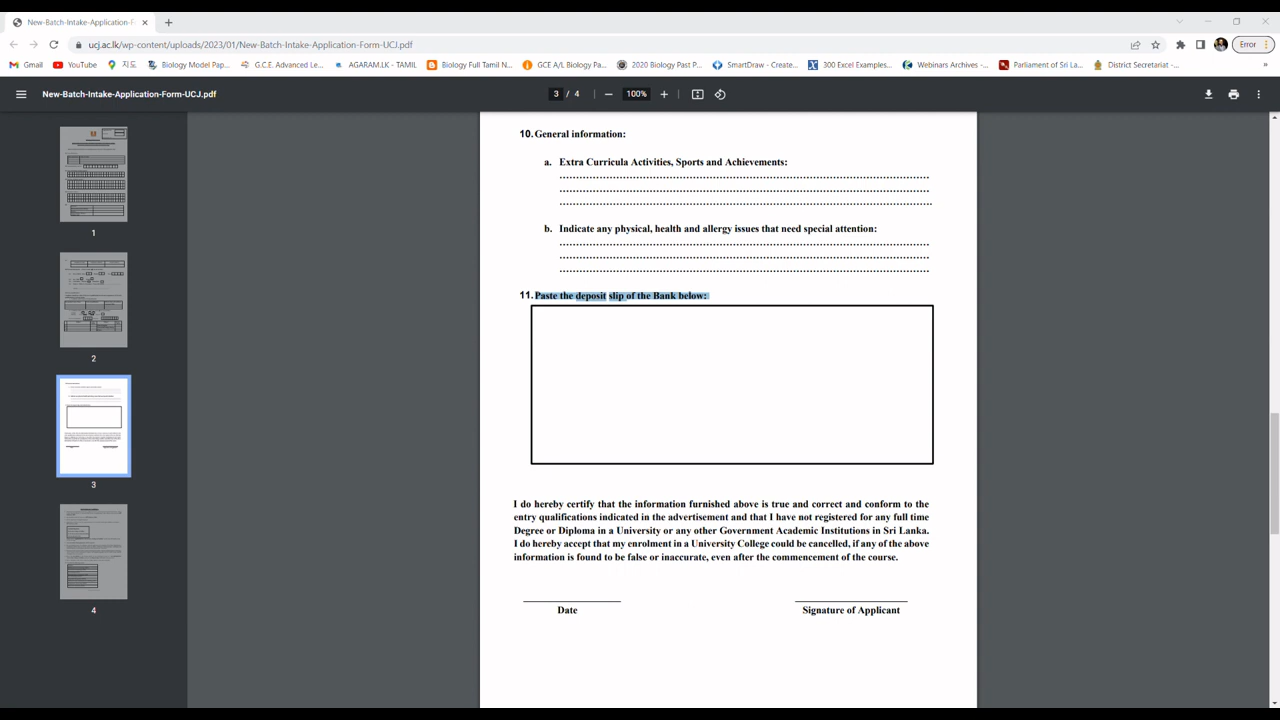 New-Batch-Intake-Application-F
ucj.ac.lk/wp-content/uploads/2023/01/New-Batch-Intake-Application-Form-UCJ.pdf
Error
Gmail
YouTube
지도
Biology Model Pap...
G.C.E. Advanced Le...
AGARAM.LK - TAMIL
Biology Full Tamil N...
GCE A/L Biology Pa...
2020 Biology Past P...
SmartDraw - Create...
300 Excel Examples...
Webinars Archives -...
Parliament of Sri La...
District Secretariat -...
»
New-Batch-Intake-Application-Form-UCJ.pdf
3 / 4
100%
1
2
3
4
10. General information:
a. Extra Curricula Activities, Sports and Achievements:
b. Indicate any physical, health and allergy issues that need special attention:
11. Paste the deposit slip of the Bank below:
I do hereby certify that the information furnished above is true and correct and conform to the
entry qualifications indicated in the advertisement and that I have not registered for any full time
Degree or Diploma in a University or any other Government Academic Institutions in Sri Lanka.
I do hereby accept that my enrolment in a University College could be cancelled, if any of the above
information is found to be false or inaccurate, even after the commencement of the course.
Date
Signature of Applicant